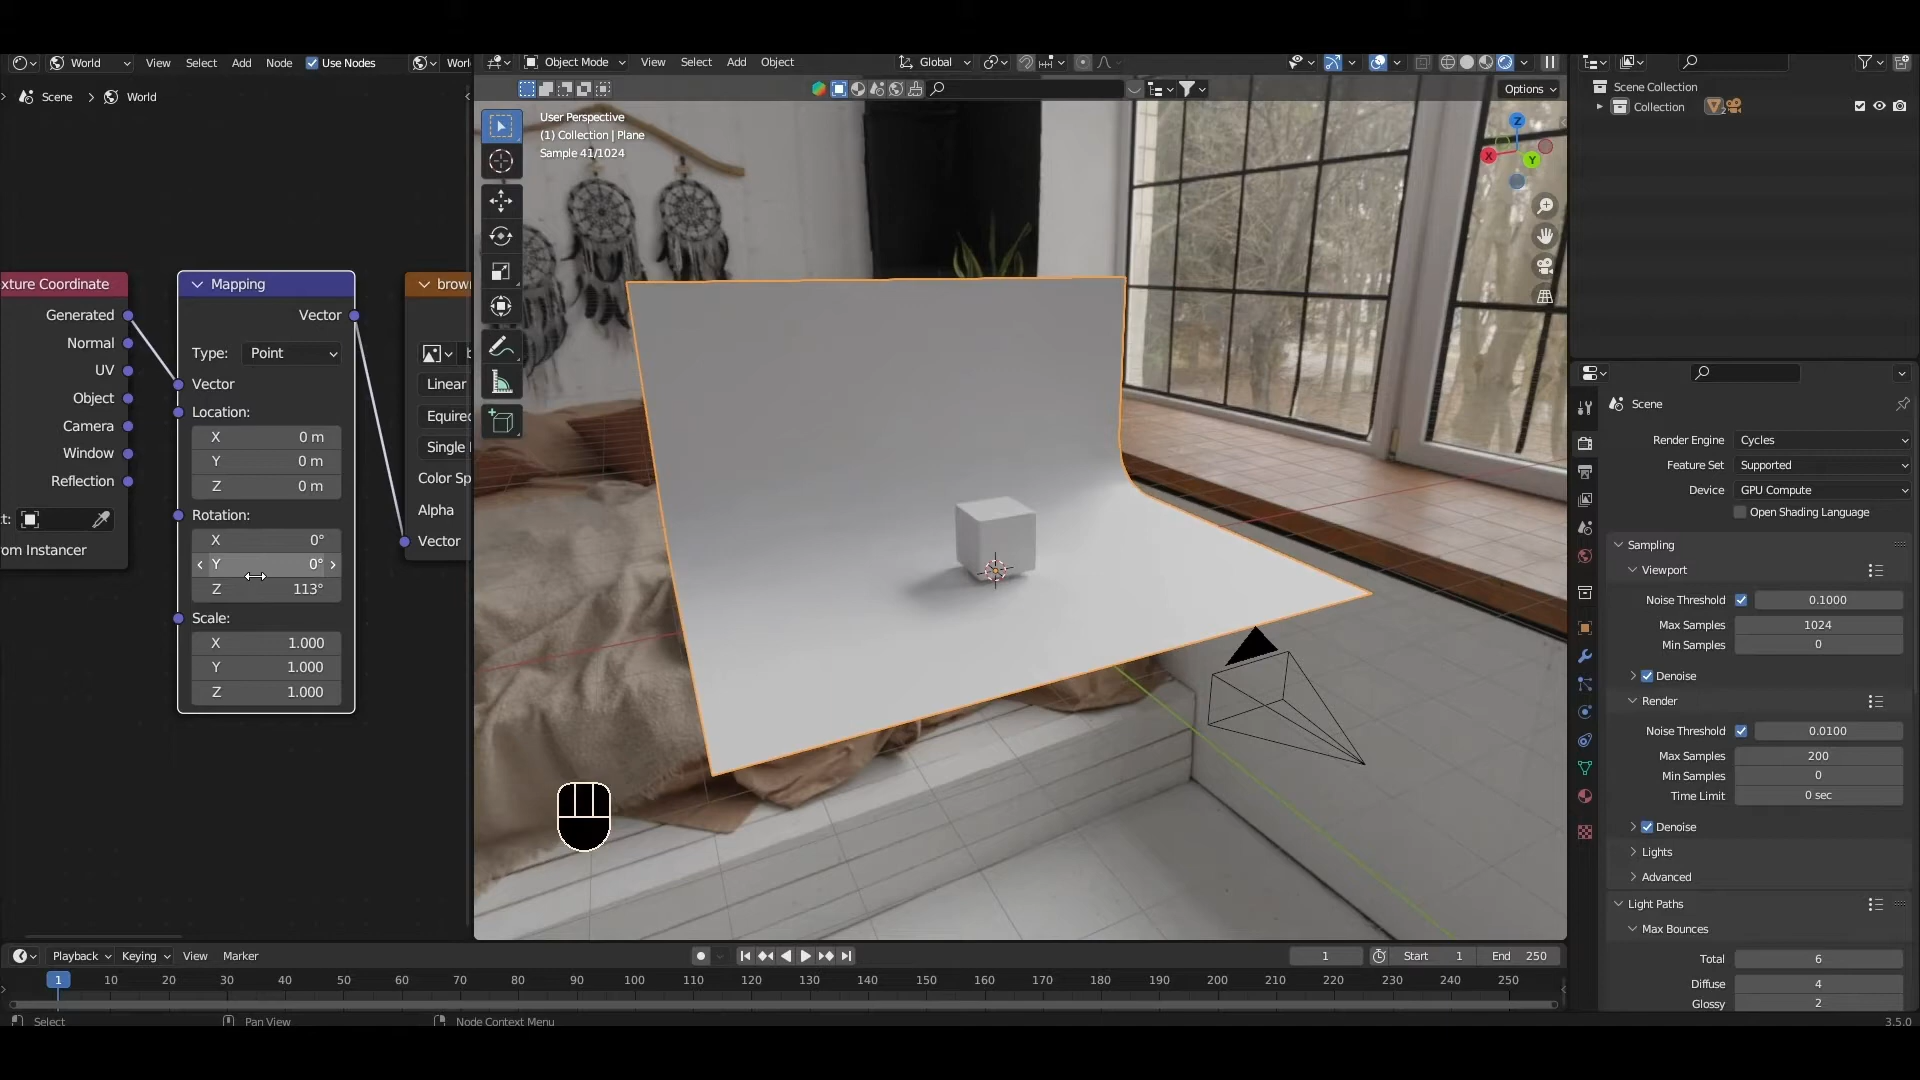 World
View
Select
Add
Node
Use Nodes
Worl
Object Mode
View
Select
Add
Object
Global
Scene
World
Options
User Perspective
(1) Collection | Plane
Sample 41/1024
Z
X
Y
Scene Collection
Collection
2
xture Coordinate
Generated
Normal
UV
Object
Camera
Window
Reflection
t:
om Instancer
Mapping
Vector
Type:
Point
Vector
Location:
X 0 m
Y 0 m
Z 0 m
Rotation:
X 0°
Y 0°
Z 113°
Scale:
X 1.000
Y 1.000
Z 1.000
brown
b
Linear
Equired
Single I
Color Sp
Alpha
Vector
Scene
Render Engine Cycles
Feature Set Supported
Device GPU Compute
Open Shading Language
Sampling
Viewport
Noise Threshold 0.1000
Max Samples 1024
Min Samples 0
Denoise
Render
Noise Threshold 0.0100
Max Samples 200
Min Samples 0
Time Limit 0 sec
Denoise
Lights
Advanced
Light Paths
Max Bounces
Total 6
Diffuse 4
Glossy 2
Playback
Keying
View
Marker
1
Start 1
End 250
1 10 20 30 40 50 60 70 80 90 100 110 120 130 140 150 160 170 180 190 200 210 220 230 240 250
Select
Pan View
Node Context Menu
3.5.0